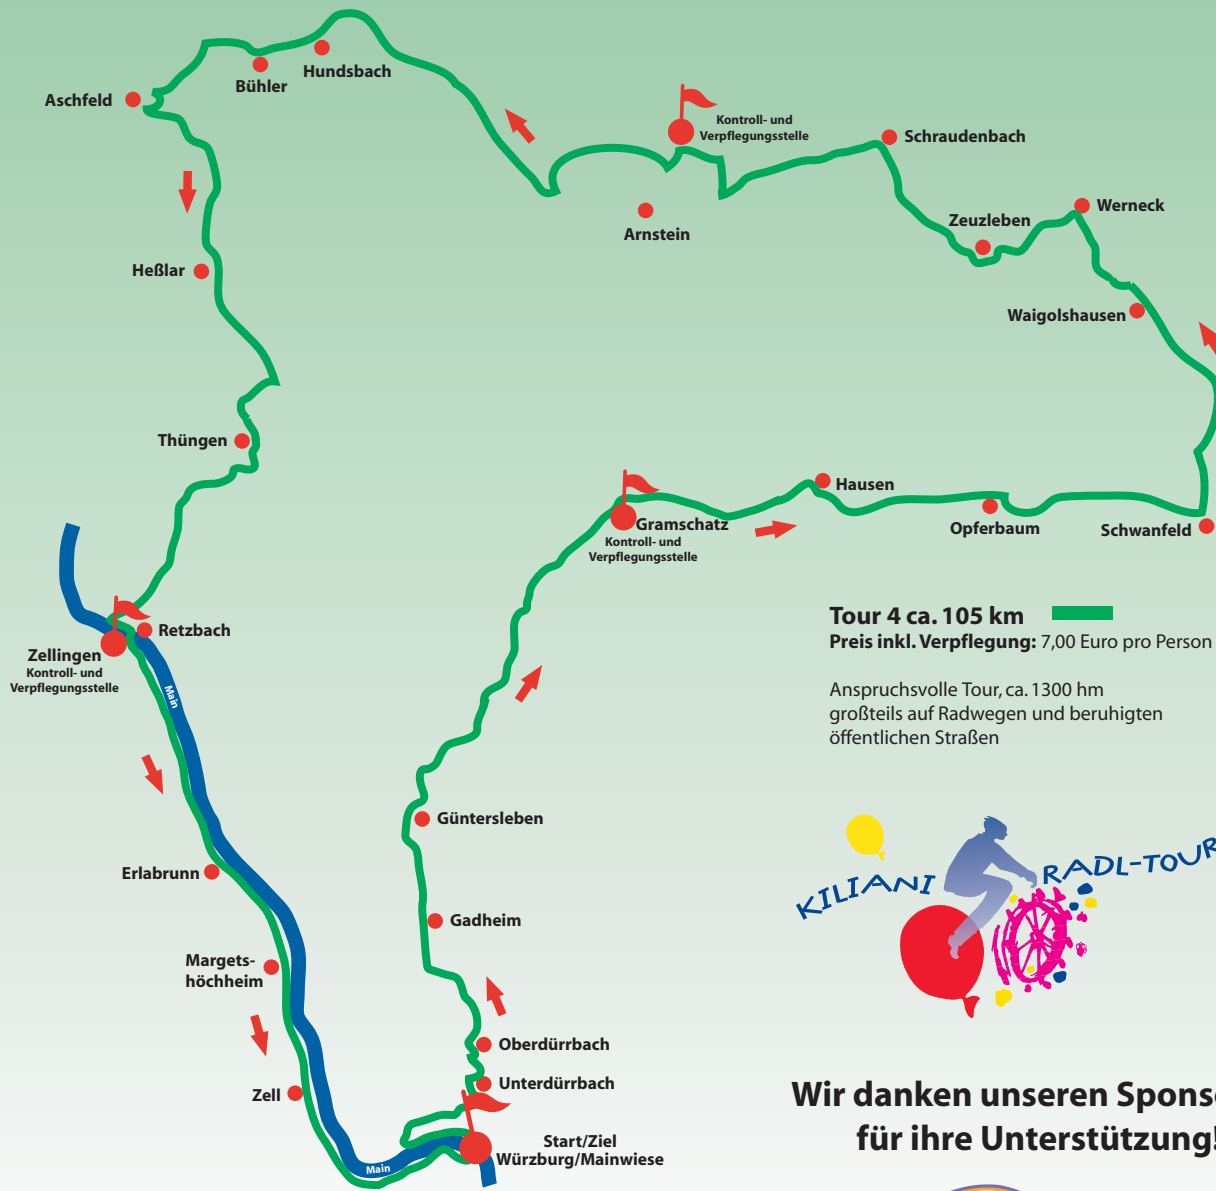 Hundsbach
Bühler
Aschfeld
Kontroll- und
Verpflegungsstelle
Schraudenbach
Arnstein
Zeuzleben
Werneck
Heßlar
Waigolshausen
Thüngen
Hausen
Gramschatz
Kontroll- und
Verpflegungsstelle
Opferbaum
Schwanfeld
Retzbach
Zellingen
Kontroll- und
Verpflegungsstelle
Main
Tour 4 ca. 105 km
Preis inkl. Verpflegung: 7,00 Euro pro Person
Anspruchsvolle Tour, ca. 1300 hm
großteils auf Radwegen und beruhigten
öffentlichen Straßen
Güntersleben
Erlabrunn
KILIANI RADL-TOUR
Gadheim
Margets-
höchheim
Oberdürrbach
Unterdürrbach
Zell
Start/Ziel
Würzburg/Mainwiese
Main
Wir danken unseren
für ihre Unterstützung!